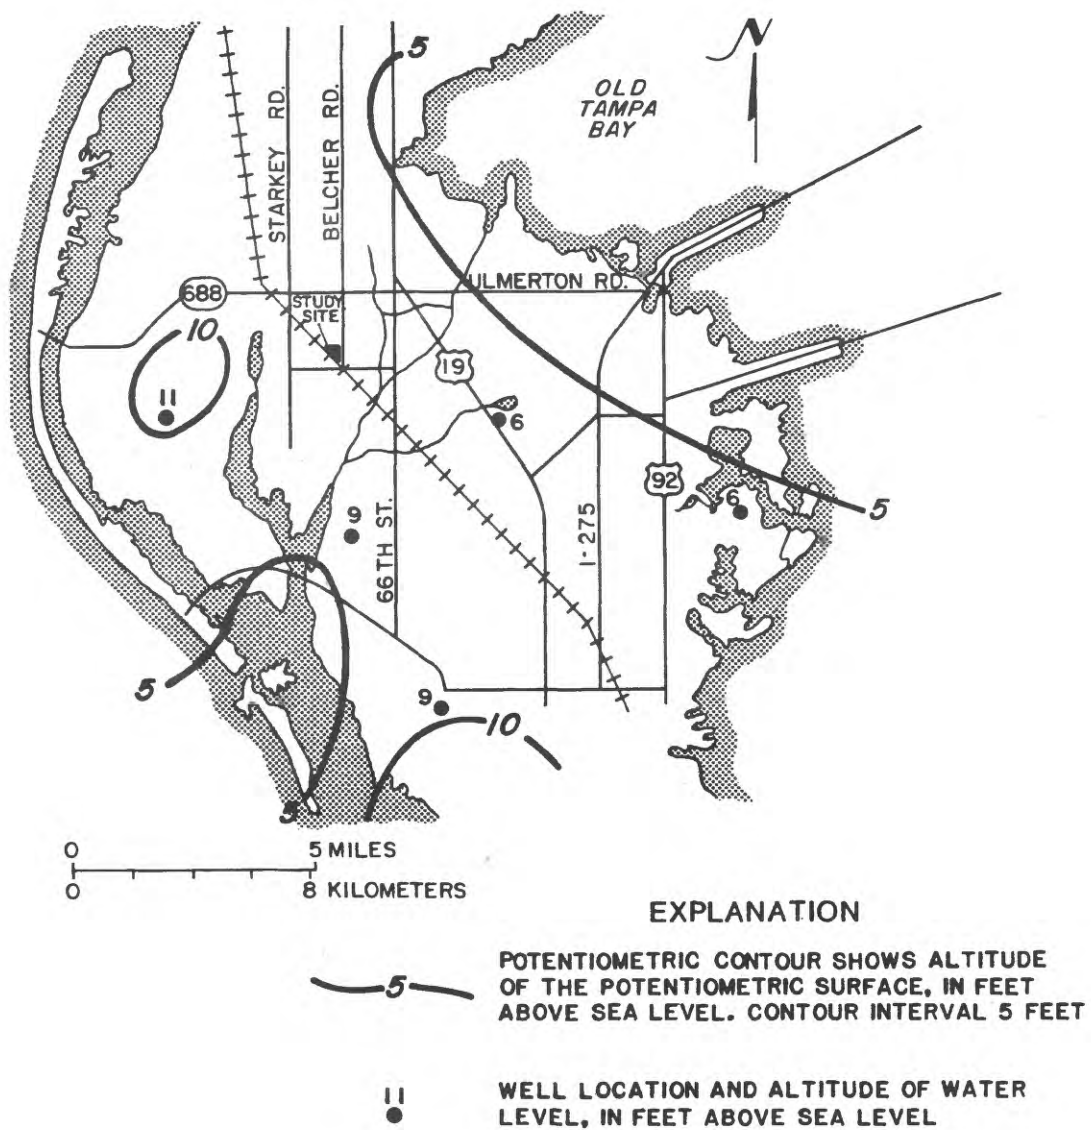 N
5
OLD
TAMPA
BAY
STARKEY RD.
BELCHER RD.
ULMERTON RD.
688
STUDY
SITE
10
11
19
6
92
6
5
9
66TH ST.
I-275
5
9
10
5
0 5 MILES
0 8 KILOMETERS
EXPLANATION
5
POTENTIOMETRIC CONTOUR SHOWS ALTITUDE
OF THE POTENTIOMETRIC SURFACE, IN FEET
ABOVE SEA LEVEL. CONTOUR INTERVAL 5 FEET
11
WELL LOCATION AND ALTITUDE OF WATER
LEVEL, IN FEET ABOVE SEA LEVEL